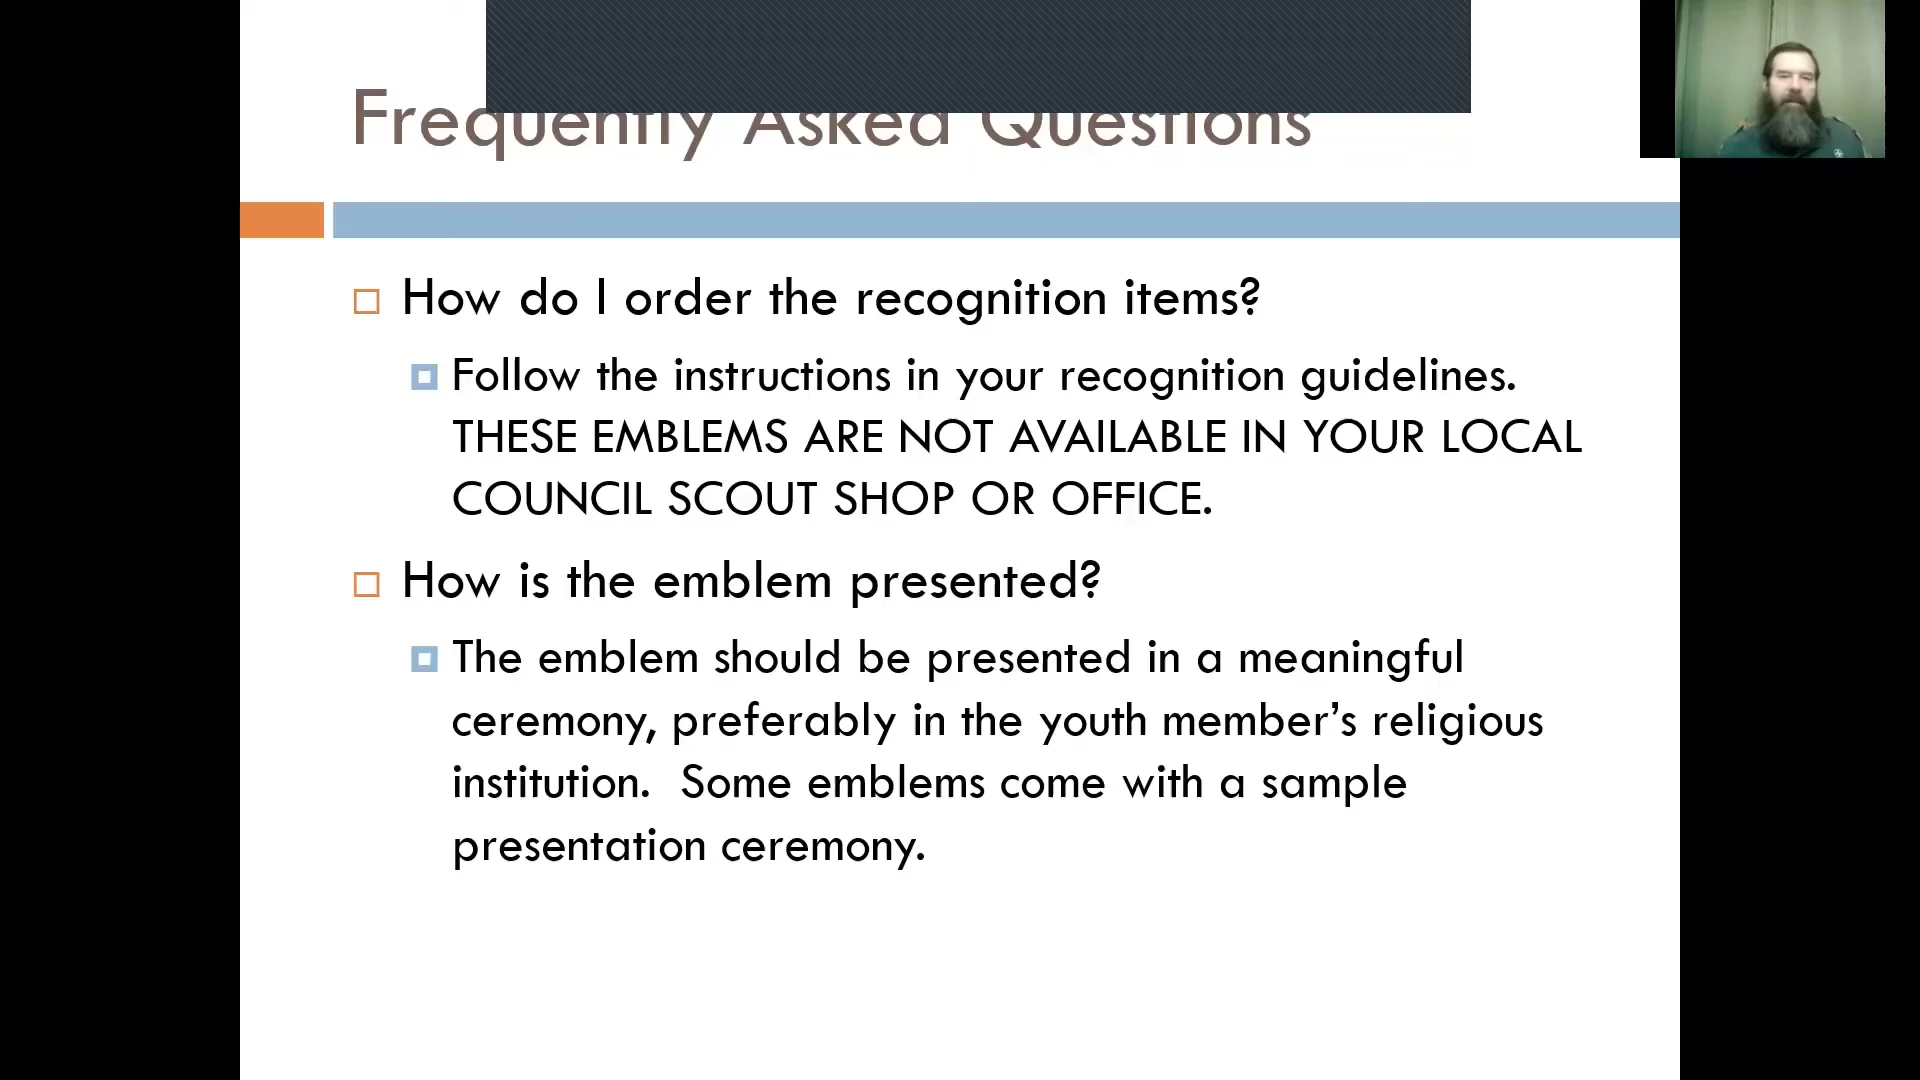 Frequently Asked Questions
How do I order the recognition items?
Follow the instructions in your recognition guidelines.
THESE EMBLEMS ARE NOT AVAILABLE IN YOUR LOCAL
COUNCIL SCOUT SHOP OR OFFICE.
How is the emblem presented?
The emblem should be presented in a meaningful
ceremony, preferably in the youth member’s religious
institution.  Some emblems come with a sample
presentation ceremony.